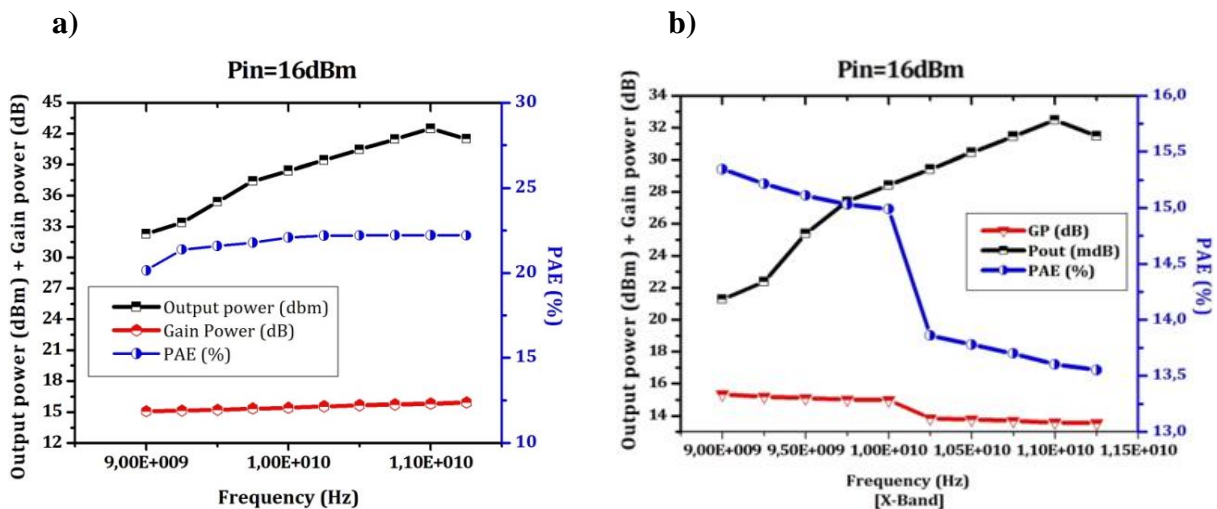 a)
Pin=16dBm
Output power (dBm) + Gain power (dB)
45
42
39
36
33
30
27
24
21
18
15
12
30
25
20
15
10
PAE (%)
Output power (dbm)
Gain Power (dB)
PAE (%)
9,00E+009
1,00E+010
1,10E+010
Frequency (Hz)
b)
Pin=16dBm
Output power (dBm) + Gain power (dB)
34
32
30
28
26
24
22
20
18
16
14
16,0
15,5
15,0
14,5
14,0
13,5
13,0
PAE (%)
GP (dB)
Pout (mdB)
PAE (%)
9,00E+009
9,50E+009
1,00E+010
1,05E+010
1,10E+010
1,15E+010
Frequency (Hz)
[X-Band]